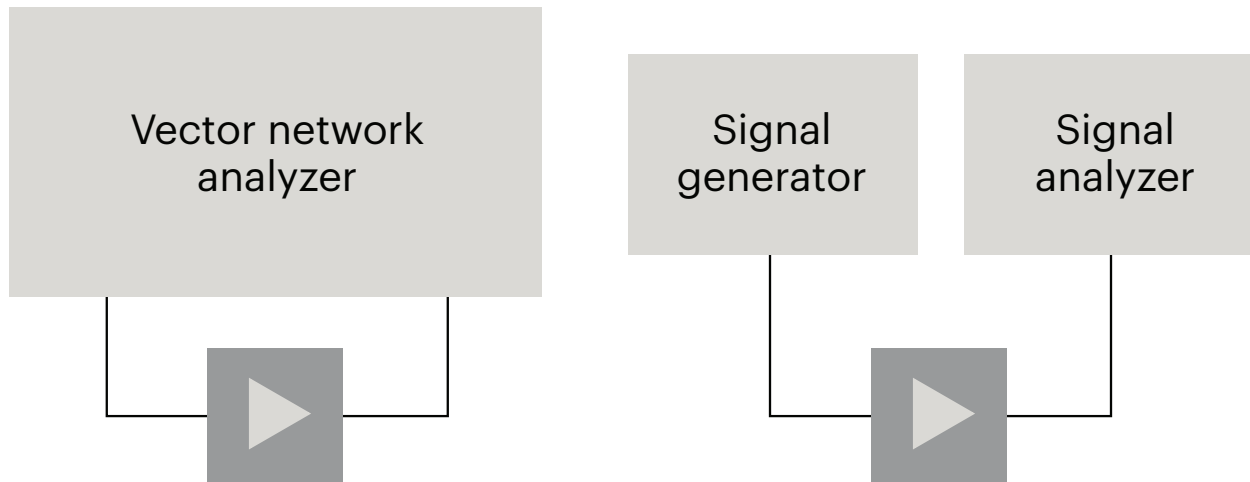 Vector network
analyzer
Signal
generator
Signal
analyzer